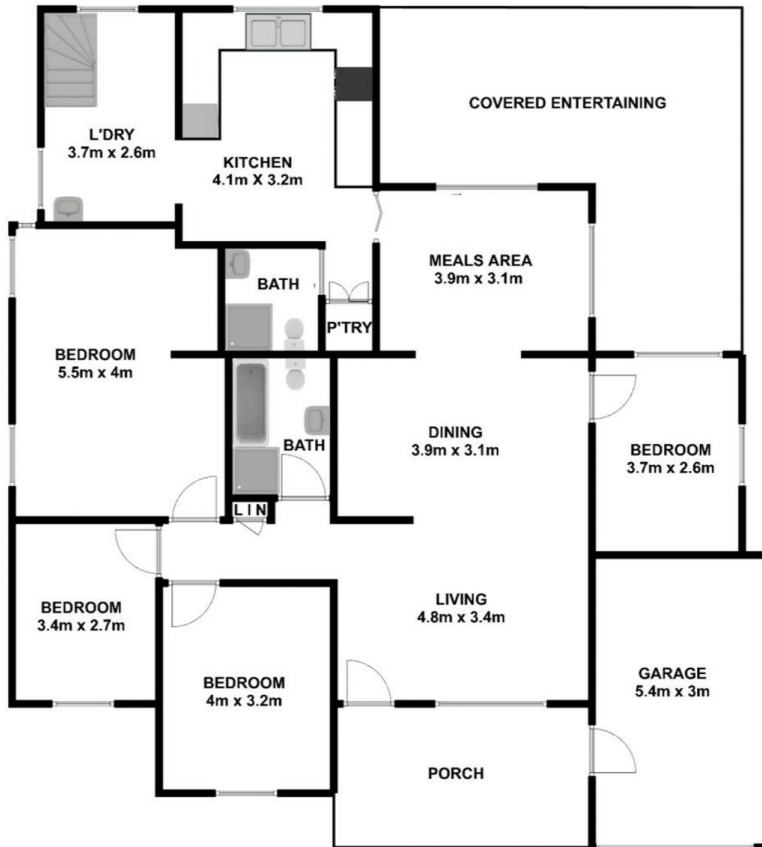 COVERED ENTERTAINING
L'DRY
3.7m x 2.6m
KITCHEN
4.1m X 3.2m
MEALS AREA
3.9m x 3.1m
BATH
P'TRY
BEDROOM
5.5m x 4m
DINING
3.9m x 3.1m
BATH
BEDROOM
3.7m x 2.6m
L I N
BEDROOM
3.4m x 2.7m
LIVING
4.8m x 3.4m
BEDROOM
4m x 3.2m
GARAGE
5.4m x 3m
PORCH